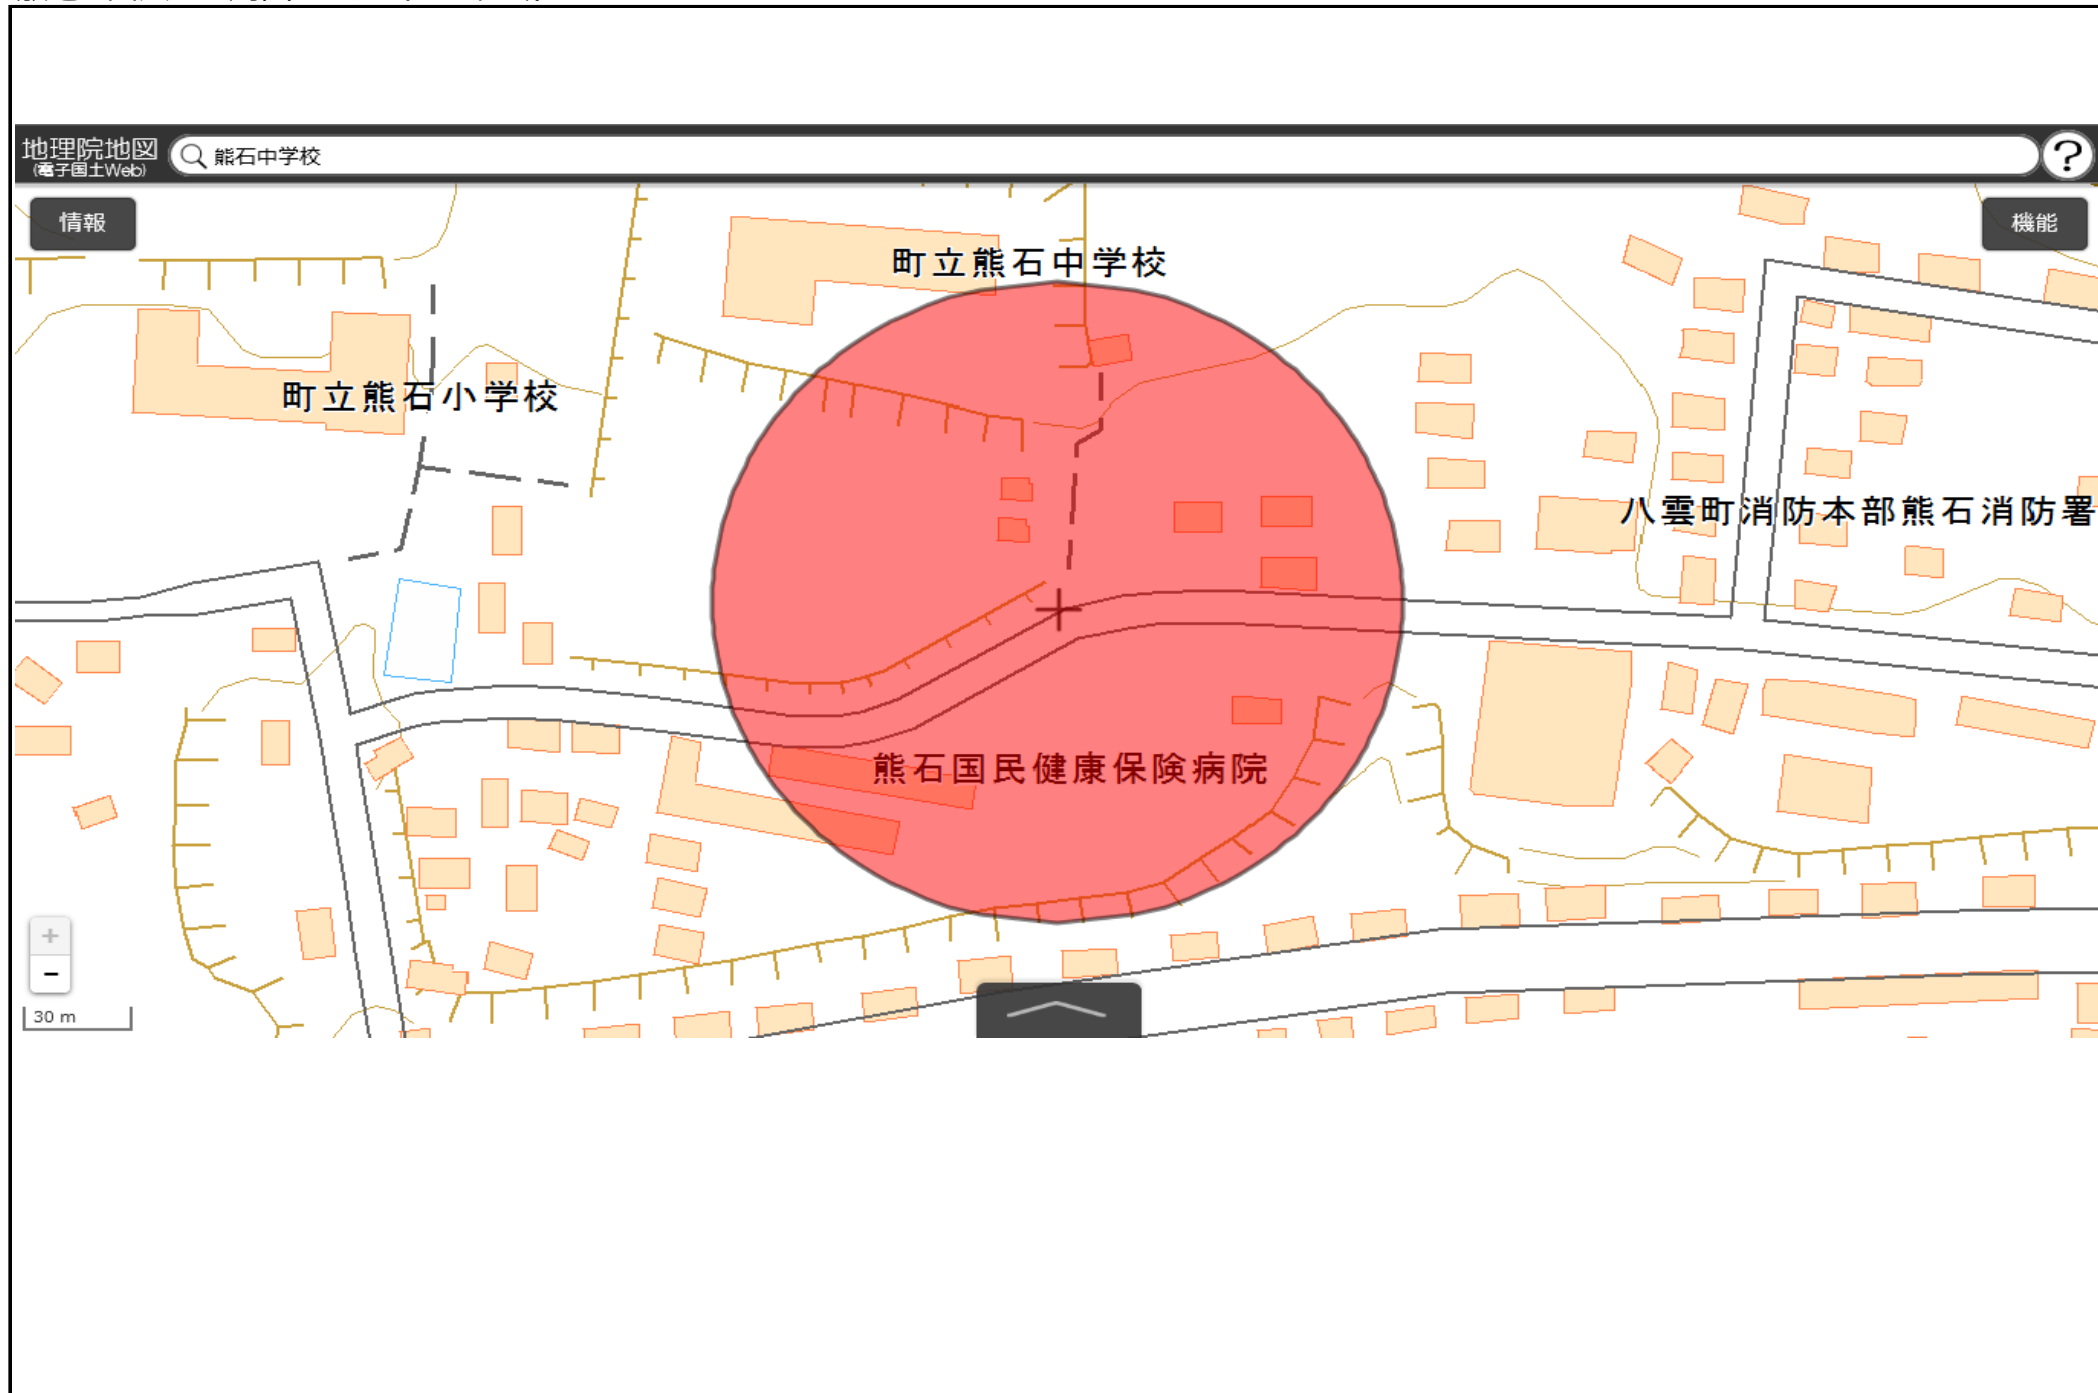 地理院地図
(電子国土Web)
熊石中学校
?
情報
機能
町立熊石中学校
町立熊石小学校
八雲町消防本部熊石消防署
熊石国民健康保険病院
+
−
30 m